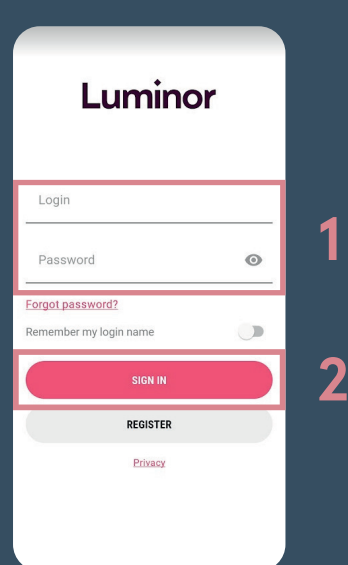 Luminor
Login
Password
1
Forgot password?
Remember my login name
SIGN IN
2
REGISTER
Privacy